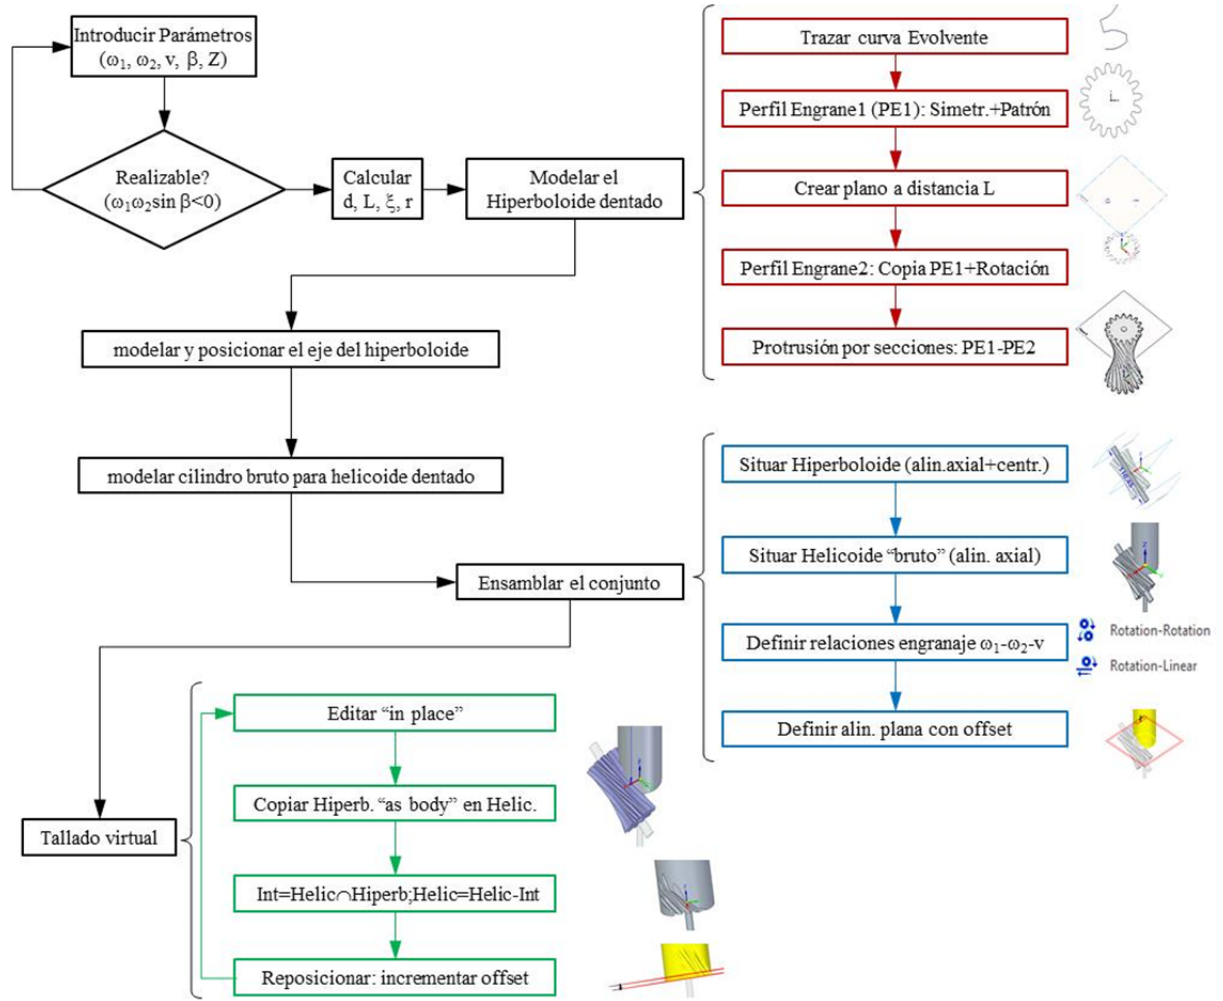 Introducir Parámetros
(ω1, ω2, v, β, Z)
Realizable?
(ω1ω2sin β<0)
Calcular
d, L, ξ, r
Modelar el
Hiperboloide dentado
Trazar curva Evolvente
Perfil Engrane1 (PE1): Simetr.+Patrón
Crear plano a distancia L
Perfil Engrane2: Copia PE1+Rotación
Protrusión por secciones: PE1-PE2
modelar y posicionar el eje del hiperboloide
modelar cilindro bruto para helicoide dentado
Ensamblar el conjunto
Situar Hiperboloide (alin.axial+centr.)
Situar Helicoide “bruto” (alin. axial)
Definir relaciones engranaje ω1-ω2-v
Rotation-Rotation
Rotation-Linear
Definir alin. plana con offset
Tallado virtual
Editar “in place”
Copiar Hiperb. “as body” en Helic.
Int=Helic∩Hiperb;Helic=Helic-Int
Reposicionar: incrementar offset